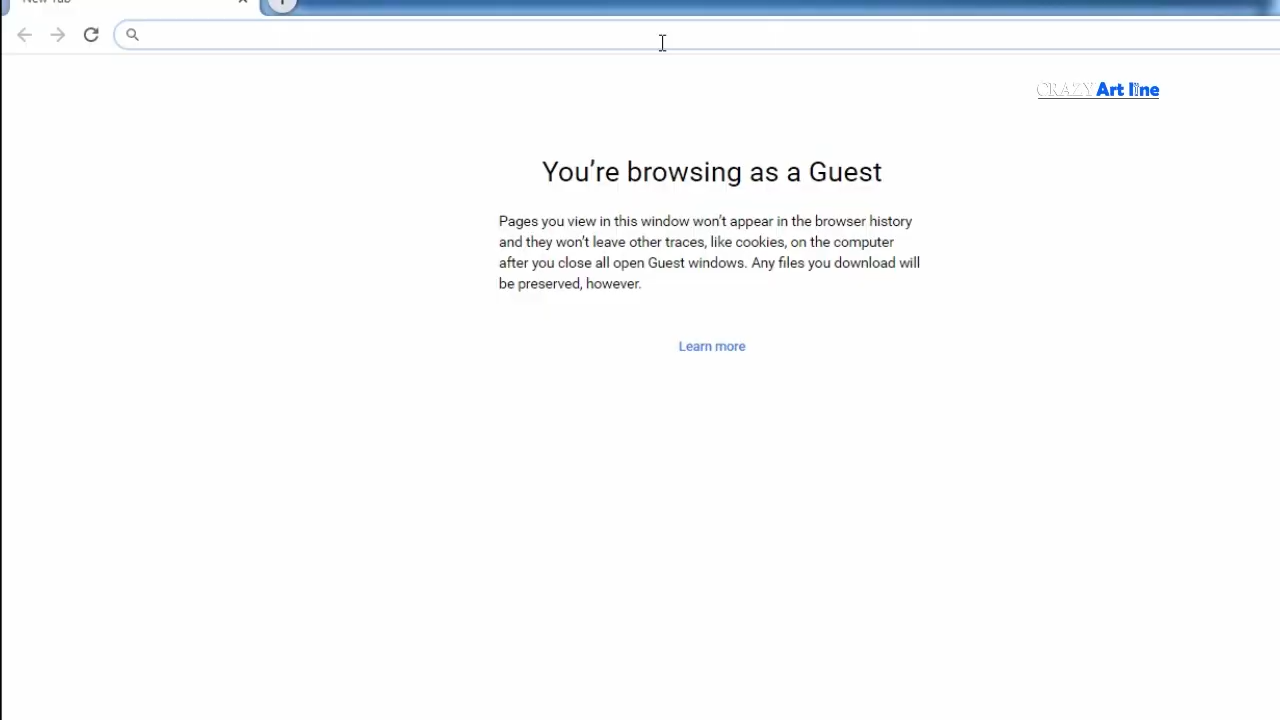 New Tab
CRAZY Art line
You're browsing as a Guest
Pages you view in this window won't appear in the browser history
and they won't leave other traces, like cookies, on the computer
after you close all open Guest windows. Any files you download will
be preserved, however.
Learn more